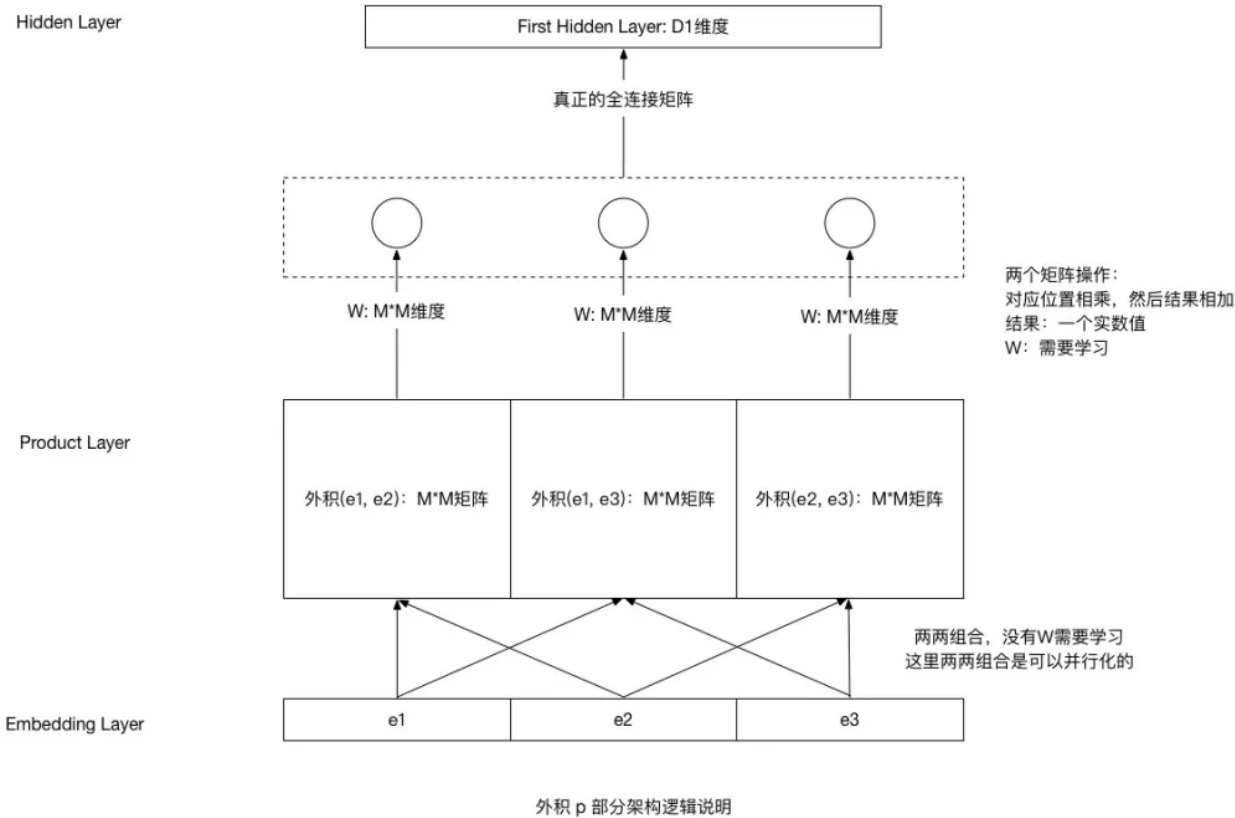 Hidden Layer
First Hidden Layer: D1维度
真正的全连接矩阵
W: M*M维度
W: M*M维度
W: M*M维度
两个矩阵操作：
对应位置相乘，然后结果相加
结果：一个实数值
W：需要学习
Product Layer
外积(e1, e2)：M*M矩阵
外积(e1, e3)：M*M矩阵
外积(e2, e3)：M*M矩阵
两两组合，没有W需要学习
这里两两组合是可以并行化的
Embedding Layer
e1
e2
e3
外积 p 部分架构逻辑说明